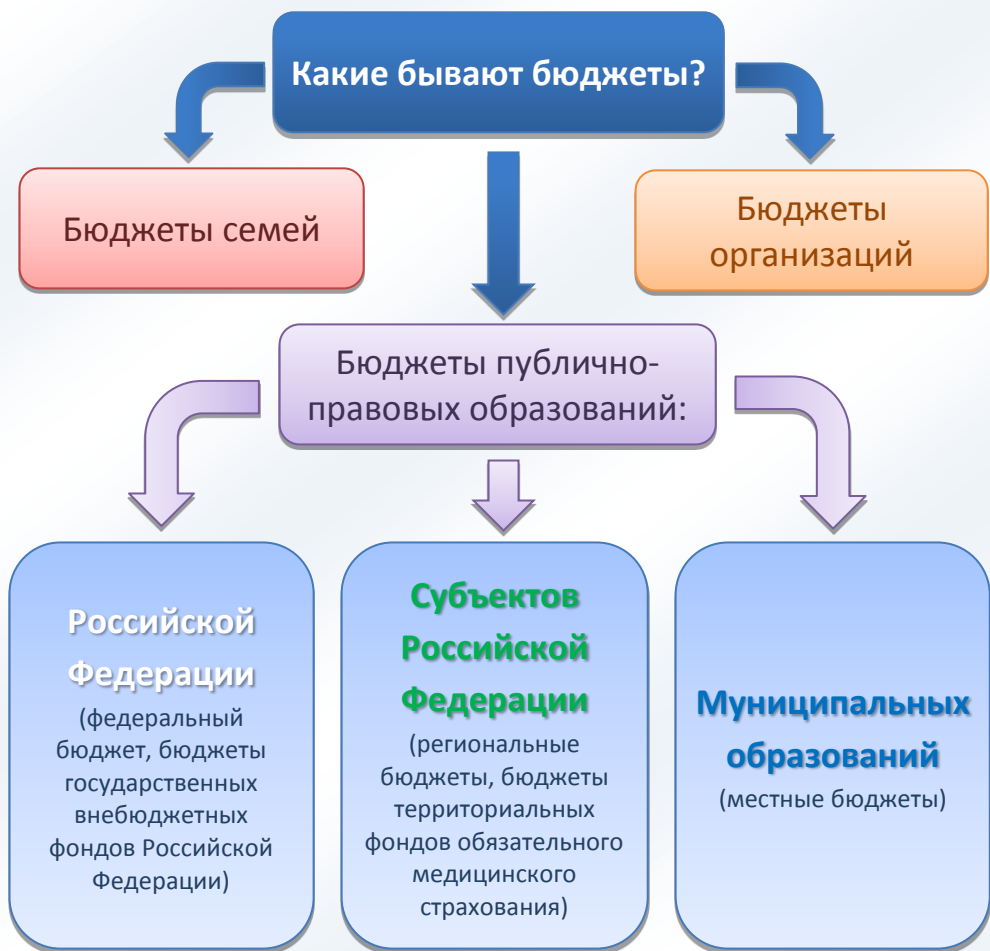 Какие бывают бюджеты?
Бюджеты семей
Бюджеты
организаций
Бюджеты публично-
правовых образований:
Российской
Федерации
(федеральный
бюджет, бюджеты
государственных
внебюджетных
фондов Российской
Федерации)
Субъектов
Российской
Федерации
(региональные
бюджеты, бюджеты
территориальных
фондов обязательного
медицинского
страхования)
Муниципальных
образований
(местные бюджеты)